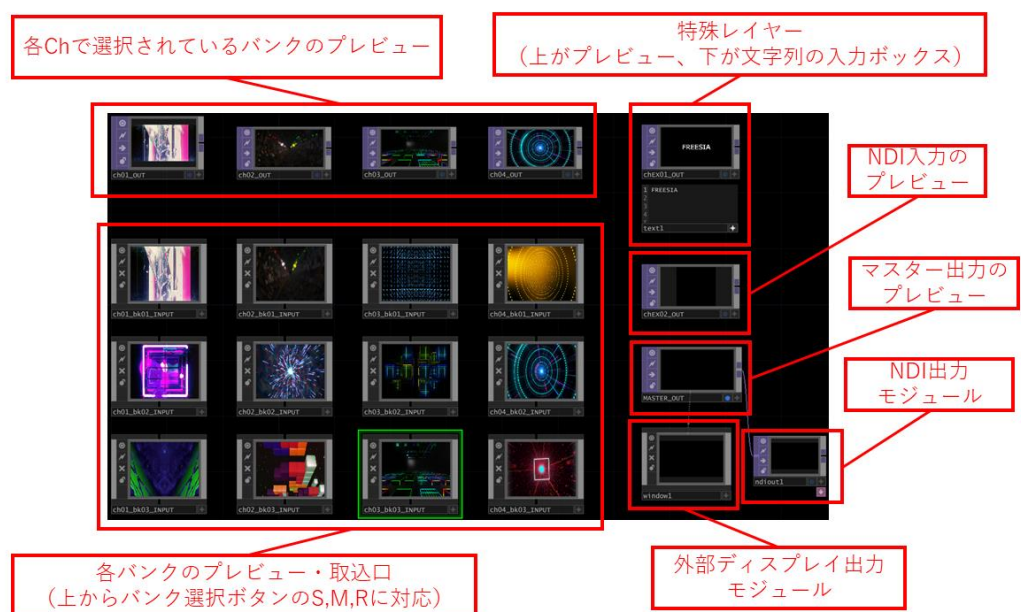 各Chで選択されているバンクのプレビュー
特殊レイヤー
（上がプレビュー、下が文字列の入力ボックス）
ch01_OUT
ch02_OUT
ch03_OUT
ch04_OUT
FREESIA
chEX01_OUT
1 FREESIA
2
3
4
text1
NDI入力の
プレビュー
ch01_bk01_INPUT
ch02_bk01_INPUT
ch03_bk01_INPUT
ch04_bk01_INPUT
chEX02_OUT
マスター出力の
プレビュー
ch01_bk02_INPUT
ch02_bk02_INPUT
ch03_bk02_INPUT
ch04_bk02_INPUT
MASTER_OUT
NDI出力
モジュール
ch01_bk03_INPUT
ch02_bk03_INPUT
ch03_bk03_INPUT
ch04_bk03_INPUT
window1
ndiout1
各バンクのプレビュー・取込口
（上からバンク選択ボタンのS,M,Rに対応）
外部ディスプレイ出力
モジュール